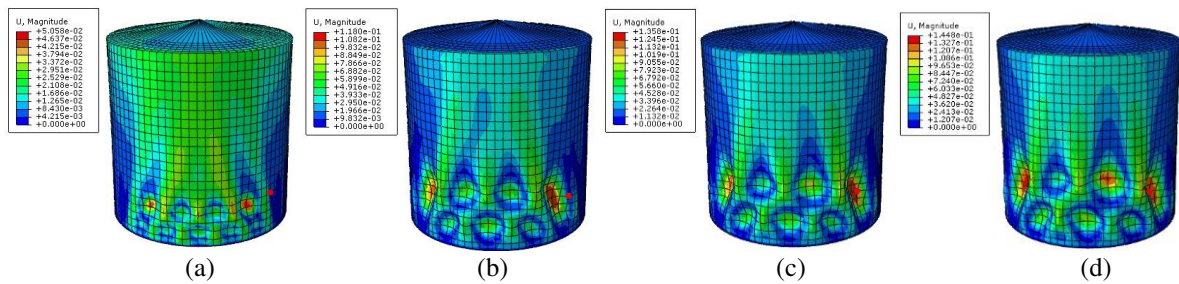 U, Magnitude
+5.058e-02
+4.637e-02
+4.215e-02
+3.794e-02
+3.372e-02
+2.951e-02
+2.529e-02
+2.108e-02
+1.686e-02
+1.265e-02
+8.430e-03
+4.215e-03
+0.000e+00
U, Magnitude
+1.180e-01
+1.082e-01
+9.832e-02
+8.849e-02
+7.866e-02
+6.882e-02
+5.899e-02
+4.916e-02
+3.933e-02
+2.950e-02
+1.966e-02
+9.832e-03
+0.000e+00
U, Magnitude
+1.358e-01
+1.245e-01
+1.132e-01
+1.019e-01
+9.055e-02
+7.923e-02
+6.792e-02
+5.660e-02
+4.528e-02
+3.396e-02
+2.264e-02
+1.132e-02
+0.000e+00
U, Magnitude
+1.448e-01
+1.327e-01
+1.207e-01
+1.086e-01
+9.653e-02
+8.447e-02
+7.240e-02
+6.033e-02
+4.827e-02
+3.620e-02
+2.413e-02
+1.207e-02
+0.000e+00
(a)
(b)
(c)
(d)